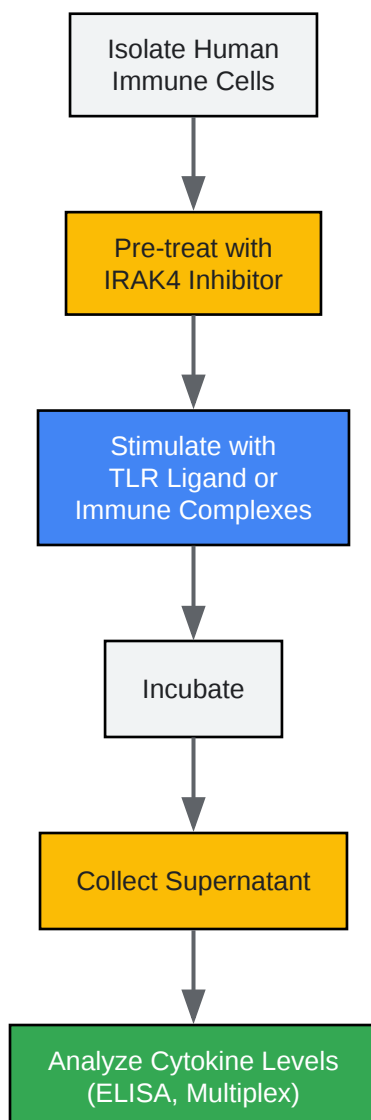 Isolate Human
Immune Cells
Pre-treat with
IRAK4 Inhibitor
Stimulate with
TLR Ligand or
Immune Complexes
Incubate
Collect Supernatant
Analyze Cytokine Levels
(ELISA, Multiplex)